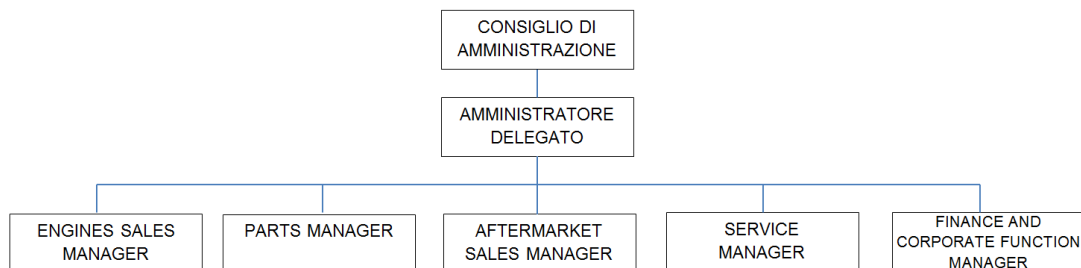 CONSIGLIO DI
AMMINISTRAZIONE
AMMINISTRATORE
DELEGATO
ENGINES SALES
MANAGER
PARTS MANAGER
AFTERMARKET
SALES MANAGER
SERVICE
MANAGER
FINANCE AND
CORPORATE FUNCTION
MANAGER